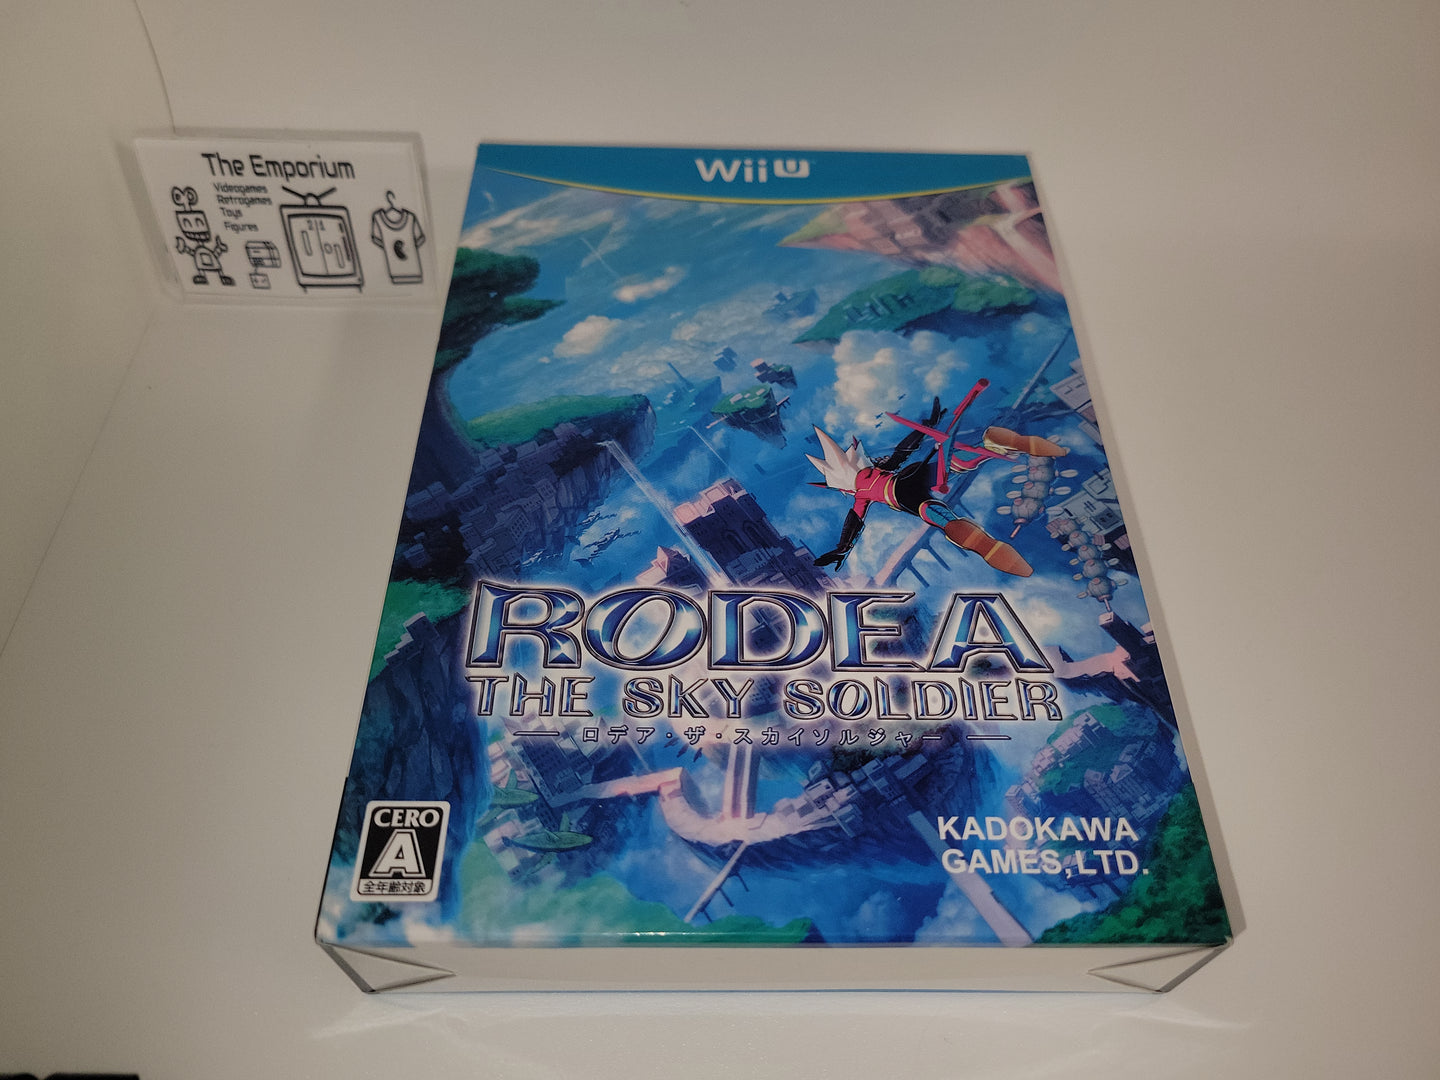 The Emporium
Videogames
Retrogames
Toys
Figures
Wii U
RODEA
THE SKY SOLDIER
ロデア・ザ・スカイソルジャー
CERO
A
全年齢対象
KADOKAWA
GAMES,LTD.